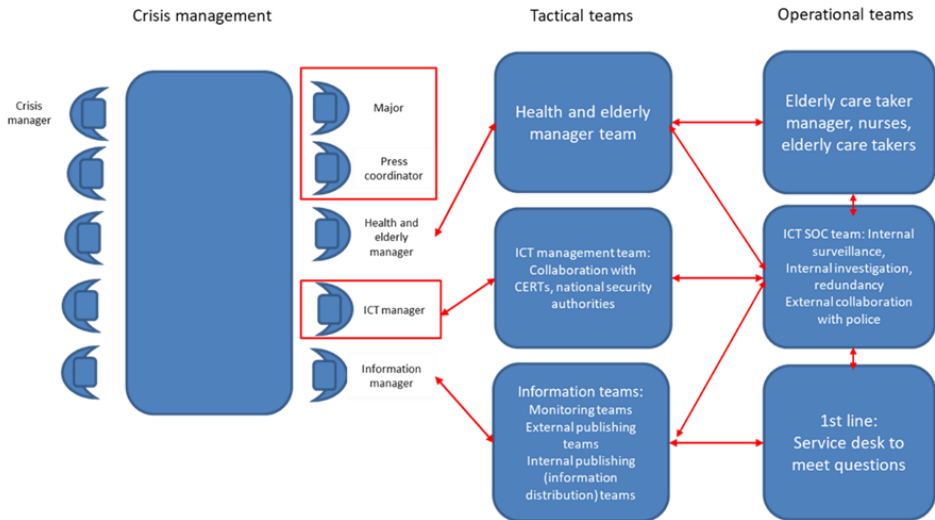 Crisis management
Tactical teams
Operational teams
Crisis
manager
Major
Press
coordinator
Health and
elderly
manager
ICT manager
Information
manager
Health and elderly
manager team
ICT management team:
Collaboration with
CERTs, national security
authorities
Information teams:
Monitoring teams
External publishing
teams
Internal publishing
(information
distribution) teams
Elderly care taker
manager, nurses,
elderly care takers
ICT SOC team: Internal
surveillance,
Internal investigation,
redundancy
External collaboration
with police
1st line:
Service desk to
meet questions